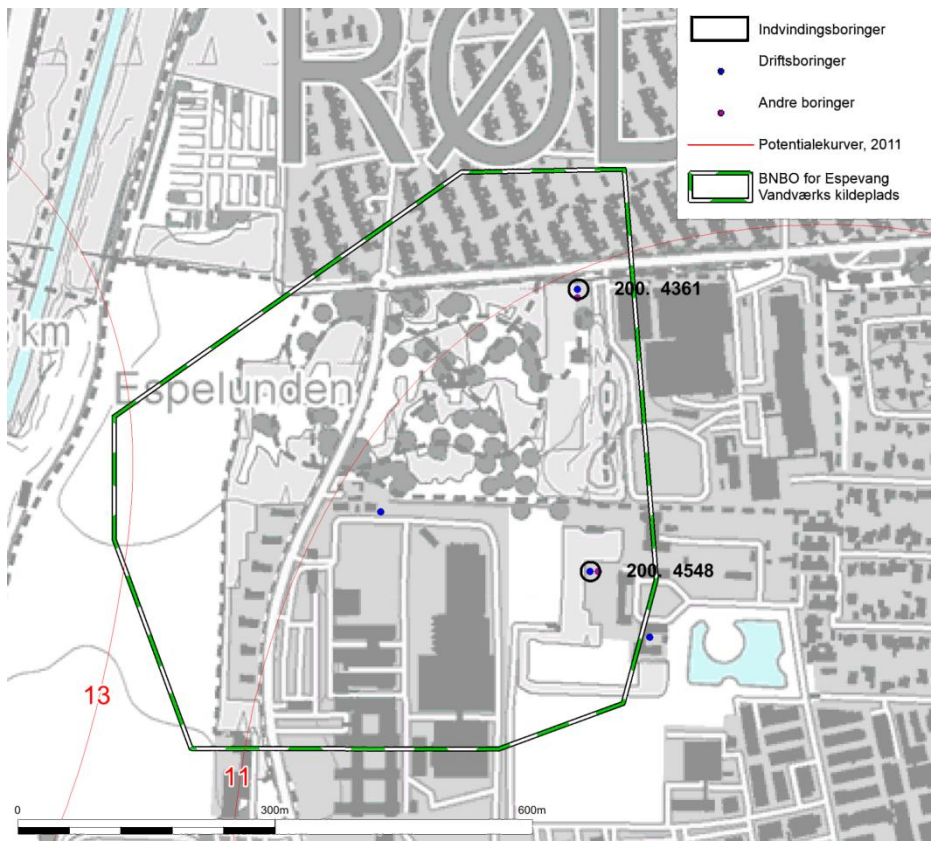 RØD
Indvindingsboringer
Driftsboringer
Andre boringer
Potentialekurver, 2011
BNBO for Espevang
Vandværks kildeplads
200. 4361
km
Espelunden
200. 4548
13
11
0
300m
600m